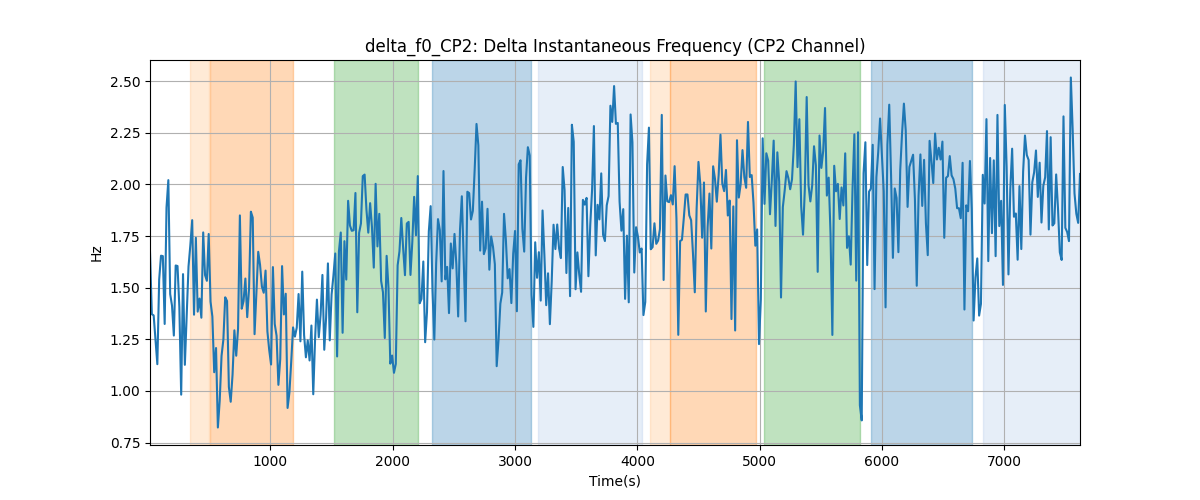 delta_f0_CP2: Delta Instantaneous Frequency (CP2 Channel)
2.50
2.25
2.00
1.75
1.50
1.25
1.00
0.75
Hz
1000 2000 3000 4000 5000 6000 7000
Time(s)